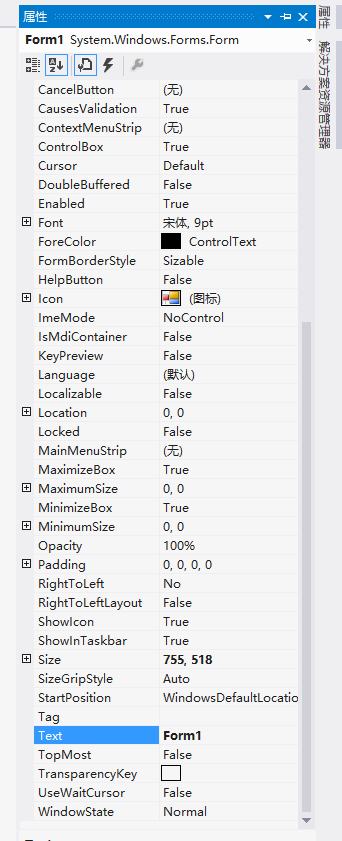 属性
Form1 System.Windows.Forms.Form
CancelButton (无)
CausesValidation True
ContextMenuStrip (无)
ControlBox True
Cursor Default
DoubleBuffered False
Enabled True
Font 宋体, 9pt
ForeColor ControlText
FormBorderStyle Sizable
HelpButton False
Icon (图标)
ImeMode NoControl
IsMdiContainer False
KeyPreview False
Language (默认)
Localizable False
Location 0, 0
Locked False
MainMenuStrip (无)
MaximizeBox True
MaximumSize 0, 0
MinimizeBox True
MinimumSize 0, 0
Opacity 100%
Padding 0, 0, 0, 0
RightToLeft No
RightToLeftLayout False
ShowIcon True
ShowInTaskbar True
Size 755, 518
SizeGripStyle Auto
StartPosition WindowsDefaultLocatio
Tag
Text Form1
TopMost False
TransparencyKey
UseWaitCursor False
WindowState Normal
属性
解决方案资源管理器